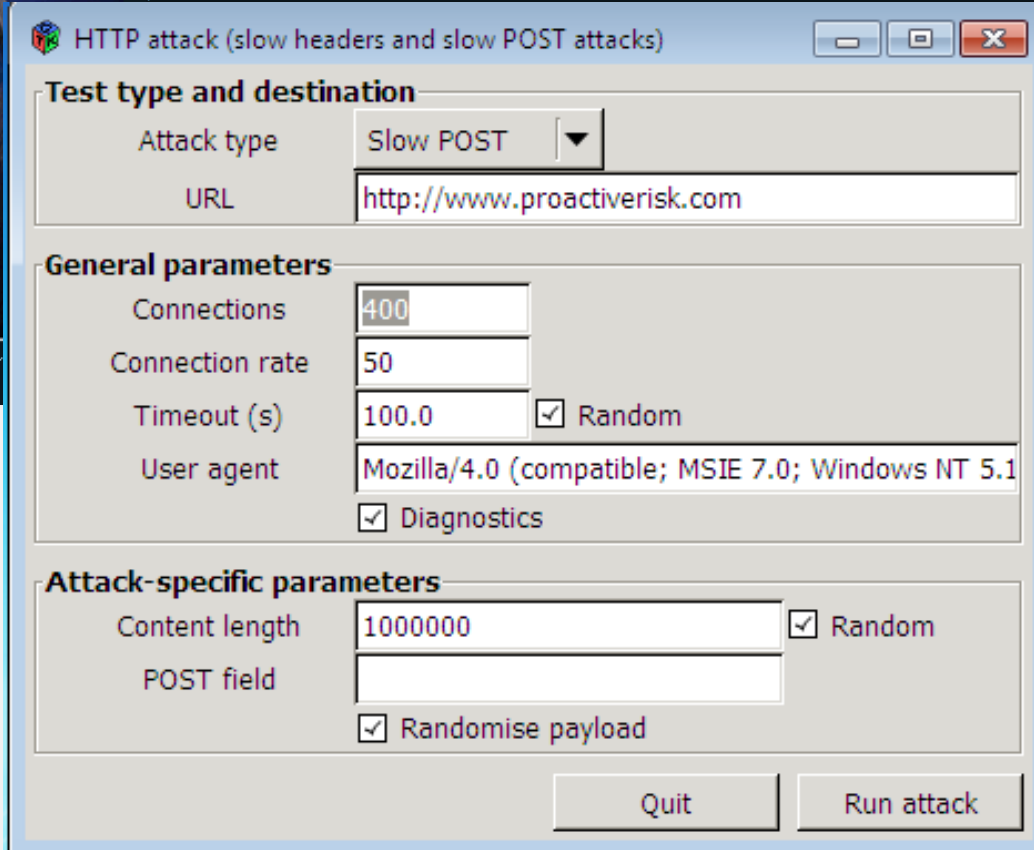 HTTP attack (slow headers and slow POST attacks)
Test type and destination
Attack type Slow POST
URL http://www.proactiverisk.com
General parameters
Connections 400
Connection rate 50
Timeout (s) 100.0 Random
User agent Mozilla/4.0 (compatible; MSIE 7.0; Windows NT 5.1
Diagnostics
Attack-specific parameters
Content length 1000000 Random
POST field
Randomise payload
Quit Run attack